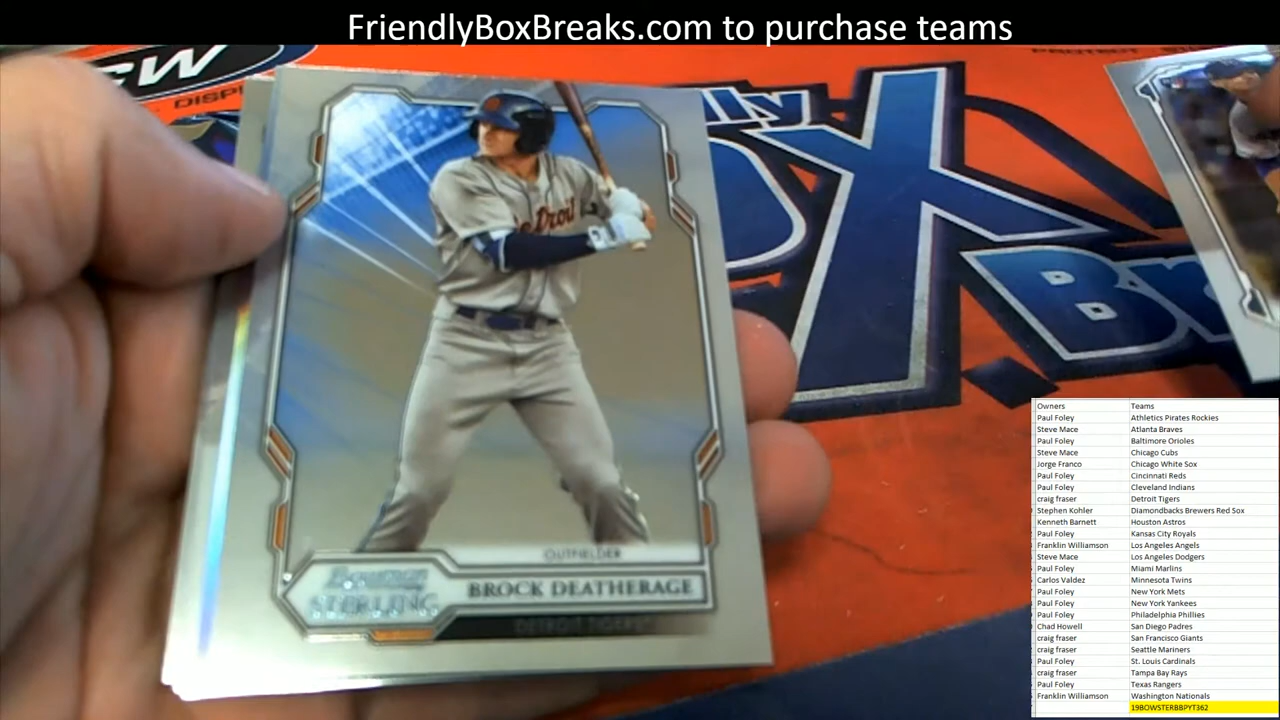 FriendlyBoxBreaks.com to purchase teams
DISPL
lly
OX
Br
Detroit
OUTFIELDER
BROCK DEATHERAGE
STERLING
DETROIT TIGERS
Owners Teams
Paul Foley Athletics Pirates Rockies
Steve Mace Atlanta Braves
Paul Foley Baltimore Orioles
Steve Mace Chicago Cubs
Jorge Franco Chicago White Sox
Paul Foley Cincinnati Reds
Paul Foley Cleveland Indians
craig fraser Detroit Tigers
Stephen Kohler Diamondbacks Brewers Red Sox
Kenneth Barnett Houston Astros
Paul Foley Kansas City Royals
Franklin Williamson Los Angeles Angels
Steve Mace Los Angeles Dodgers
Paul Foley Miami Marlins
Carlos Valdez Minnesota Twins
Paul Foley New York Mets
Paul Foley New York Yankees
Paul Foley Philadelphia Phillies
Chad Howell San Diego Padres
craig fraser San Francisco Giants
craig fraser Seattle Mariners
Paul Foley St. Louis Cardinals
craig fraser Tampa Bay Rays
Paul Foley Texas Rangers
Franklin Williamson Washington Nationals
19BOWSTERBBPYT362